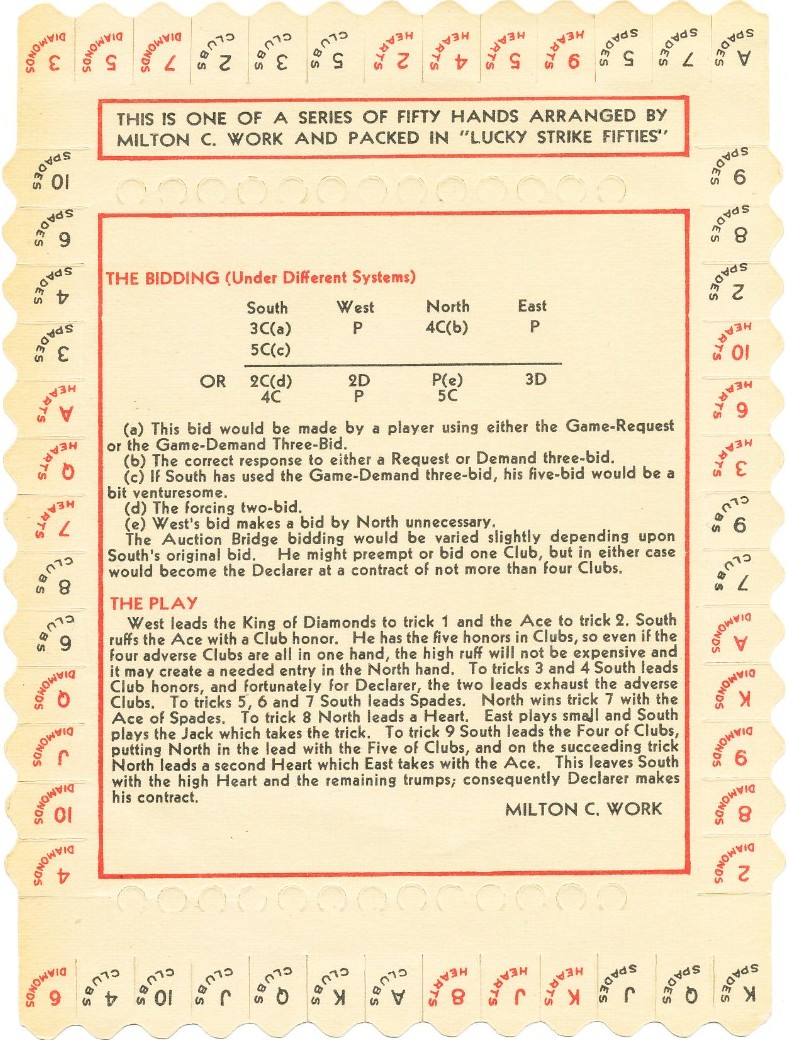 3 DIAMONDS
5 DIAMONDS
7 DIAMONDS
2 CLUBS
3 CLUBS
5 CLUBS
2 HEARTS
4 HEARTS
5 HEARTS
9 HEARTS
5 SPADES
7 SPADES
A SPADES
THIS IS ONE OF A SERIES OF FIFTY HANDS ARRANGED BY
MILTON C. WORK AND PACKED IN "LUCKY STRIKE FIFTIES"
10 SPADES
6 SPADES
4 SPADES
3 SPADES
A HEARTS
Q HEARTS
7 HEARTS
8 CLUBS
6 CLUBS
Q DIAMONDS
J DIAMONDS
10 DIAMONDS
4 DIAMONDS
THE BIDDING (Under Different Systems)
South West North East
3C(a) P 4C(b) P
5C(c)
OR 2C(d) 2D P(e) 3D
4C P 5C
(a) This bid would be made by a player using either the Game-Request
or the Game-Demand Three-Bid.
(b) The correct response to either a Request or Demand three-bid.
(c) If South has used the Game-Demand three-bid, his five-bid would be a
bit venturesome.
(d) The forcing two-bid.
(e) West's bid makes a bid by North unnecessary.
The Auction Bridge bidding would be varied slightly depending upon
South's original bid. He might preempt or bid one Club, but in either case
would become the Declarer at a contract of not more than four Clubs.
THE PLAY
West leads the King of Diamonds to trick 1 and the Ace to trick 2. South
ruffs the Ace with a Club honor. He has the five honors in Clubs, so even if the
four adverse Clubs are all in one hand, the high ruff will not be expensive and
it may create a needed entry in the North hand. To tricks 3 and 4 South leads
Club honors, and fortunately for Declarer, the two leads exhaust the adverse
Clubs. To tricks 5, 6 and 7 South leads Spades. North wins trick 7 with the
Ace of Spades. To trick 8 North leads a Heart. East plays small and South
plays the Jack which takes the trick. To trick 9 South leads the Four of Clubs,
putting North in the lead with the Five of Clubs, and on the succeeding trick
North leads a second Heart which East takes with the Ace. This leaves South
with the high Heart and the remaining trumps; consequently Declarer makes
his contract.
MILTON C. WORK
9 SPADES
8 SPADES
2 SPADES
10 HEARTS
6 HEARTS
3 HEARTS
9 CLUBS
7 CLUBS
A DIAMONDS
K DIAMONDS
9 DIAMONDS
8 DIAMONDS
2 DIAMONDS
6 DIAMONDS
4 CLUBS
10 CLUBS
J CLUBS
Q CLUBS
K CLUBS
A CLUBS
8 HEARTS
J HEARTS
K HEARTS
J SPADES
Q SPADES
K SPADES